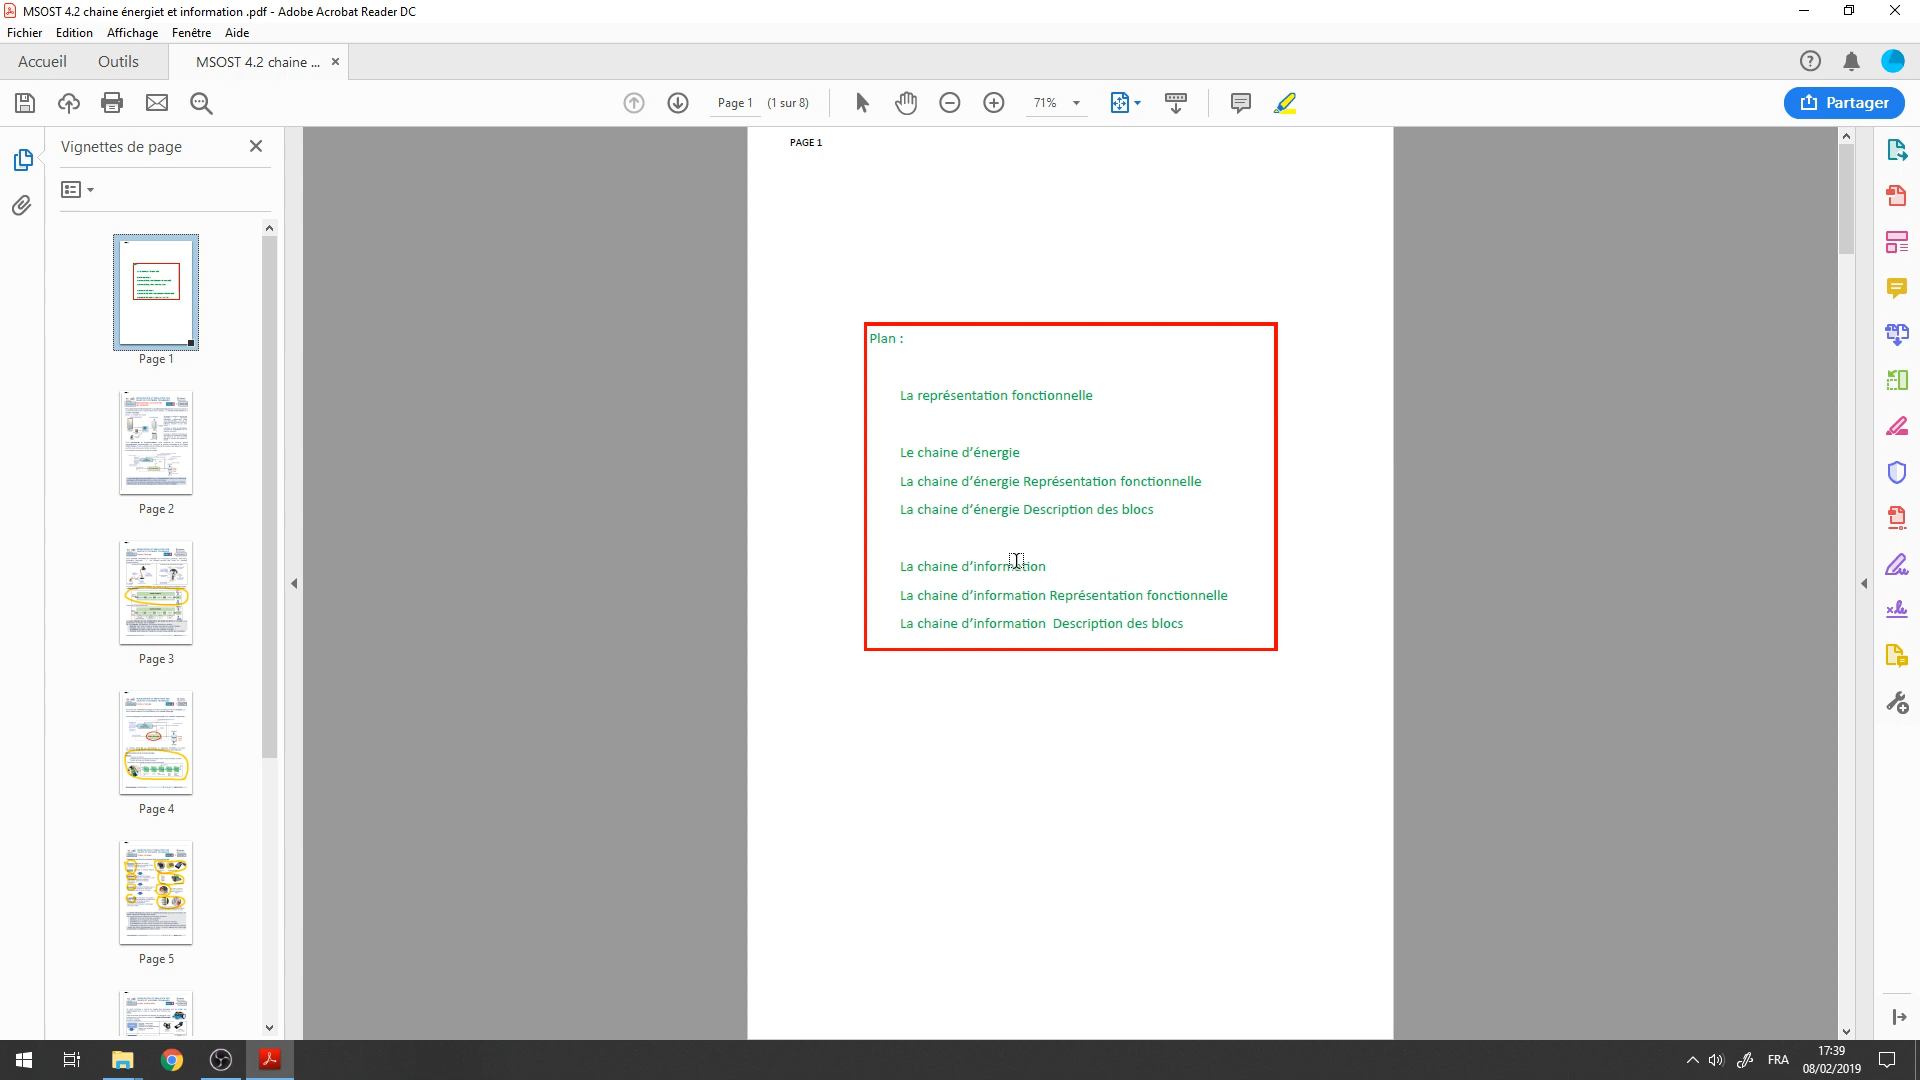 MSOST 4.2 chaine énergiet et information .pdf - Adobe Acrobat Reader DC
Fichier Edition Affichage Fenêtre Aide
Accueil Outils MSOST 4.2 chaine ...
Page 1 (1 sur 8) 71% Partager
Vignettes de page
Page 1
Page 2
Page 3
Page 4
Page 5
PAGE 1
Plan :
La représentation fonctionnelle
Le chaine d'énergie
La chaine d'énergie Représentation fonctionnelle
La chaine d'énergie Description des blocs
La chaine d'information
La chaine d'information Représentation fonctionnelle
La chaine d'information  Description des blocs
FRA
17:39
08/02/2019